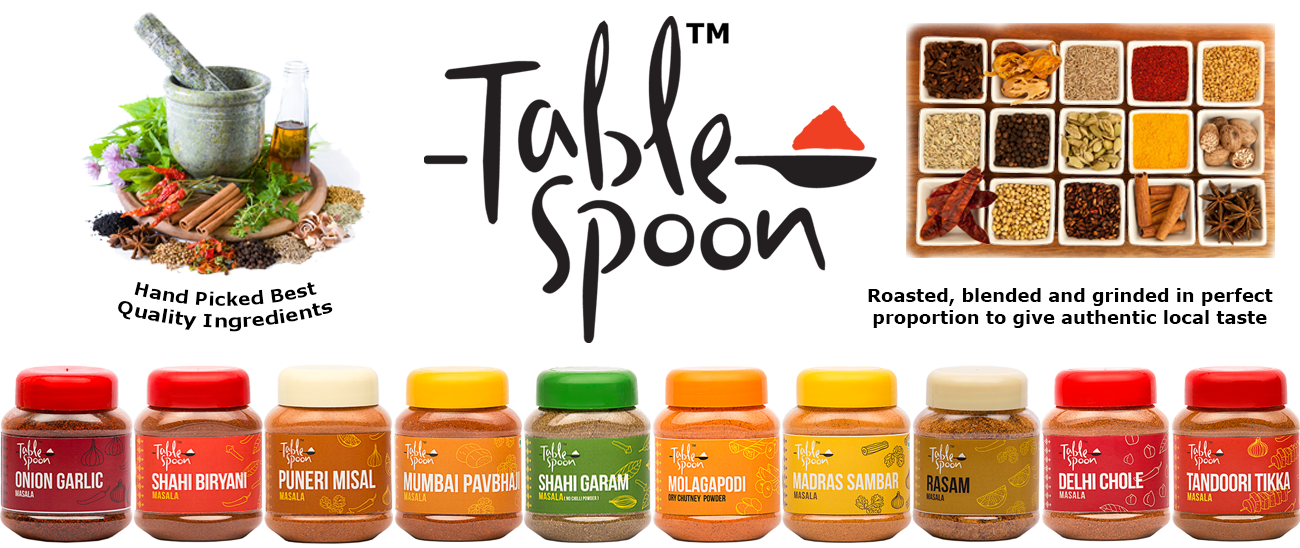 Table
Spoon
TM
Hand Picked Best
Quality Ingredients
Roasted, blended and grinded in perfect
proportion to give authentic local taste
Table
Spoon
ONION GARLIC
MASALA
Table
Spoon
SHAHI BIRYANI
MASALA
Table
Spoon
PUNERI MISAL
MASALA
Table
Spoon
MUMBAI PAVBHAJI
MASALA
Table
Spoon
SHAHI GARAM
MASALA ( NO CHILLI POWDER )
Table
Spoon
MOLAGAPODI
DRY CHUTNEY POWDER
Table
Spoon
MADRAS SAMBAR
MASALA
Table
Spoon
RASAM
MASALA
Table
Spoon
DELHI CHOLE
MASALA
Table
Spoon
TANDOORI TIKKA
MASALA